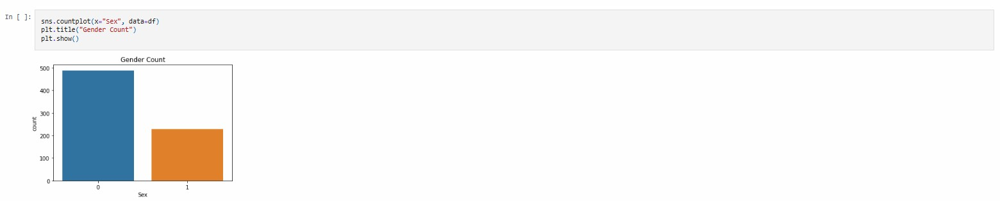 In [ ]:
sns.countplot(x="Sex", data=df)
plt.title("Gender Count")
plt.show()
Gender Count
500
400
300
200
100
0
count
0 1
Sex